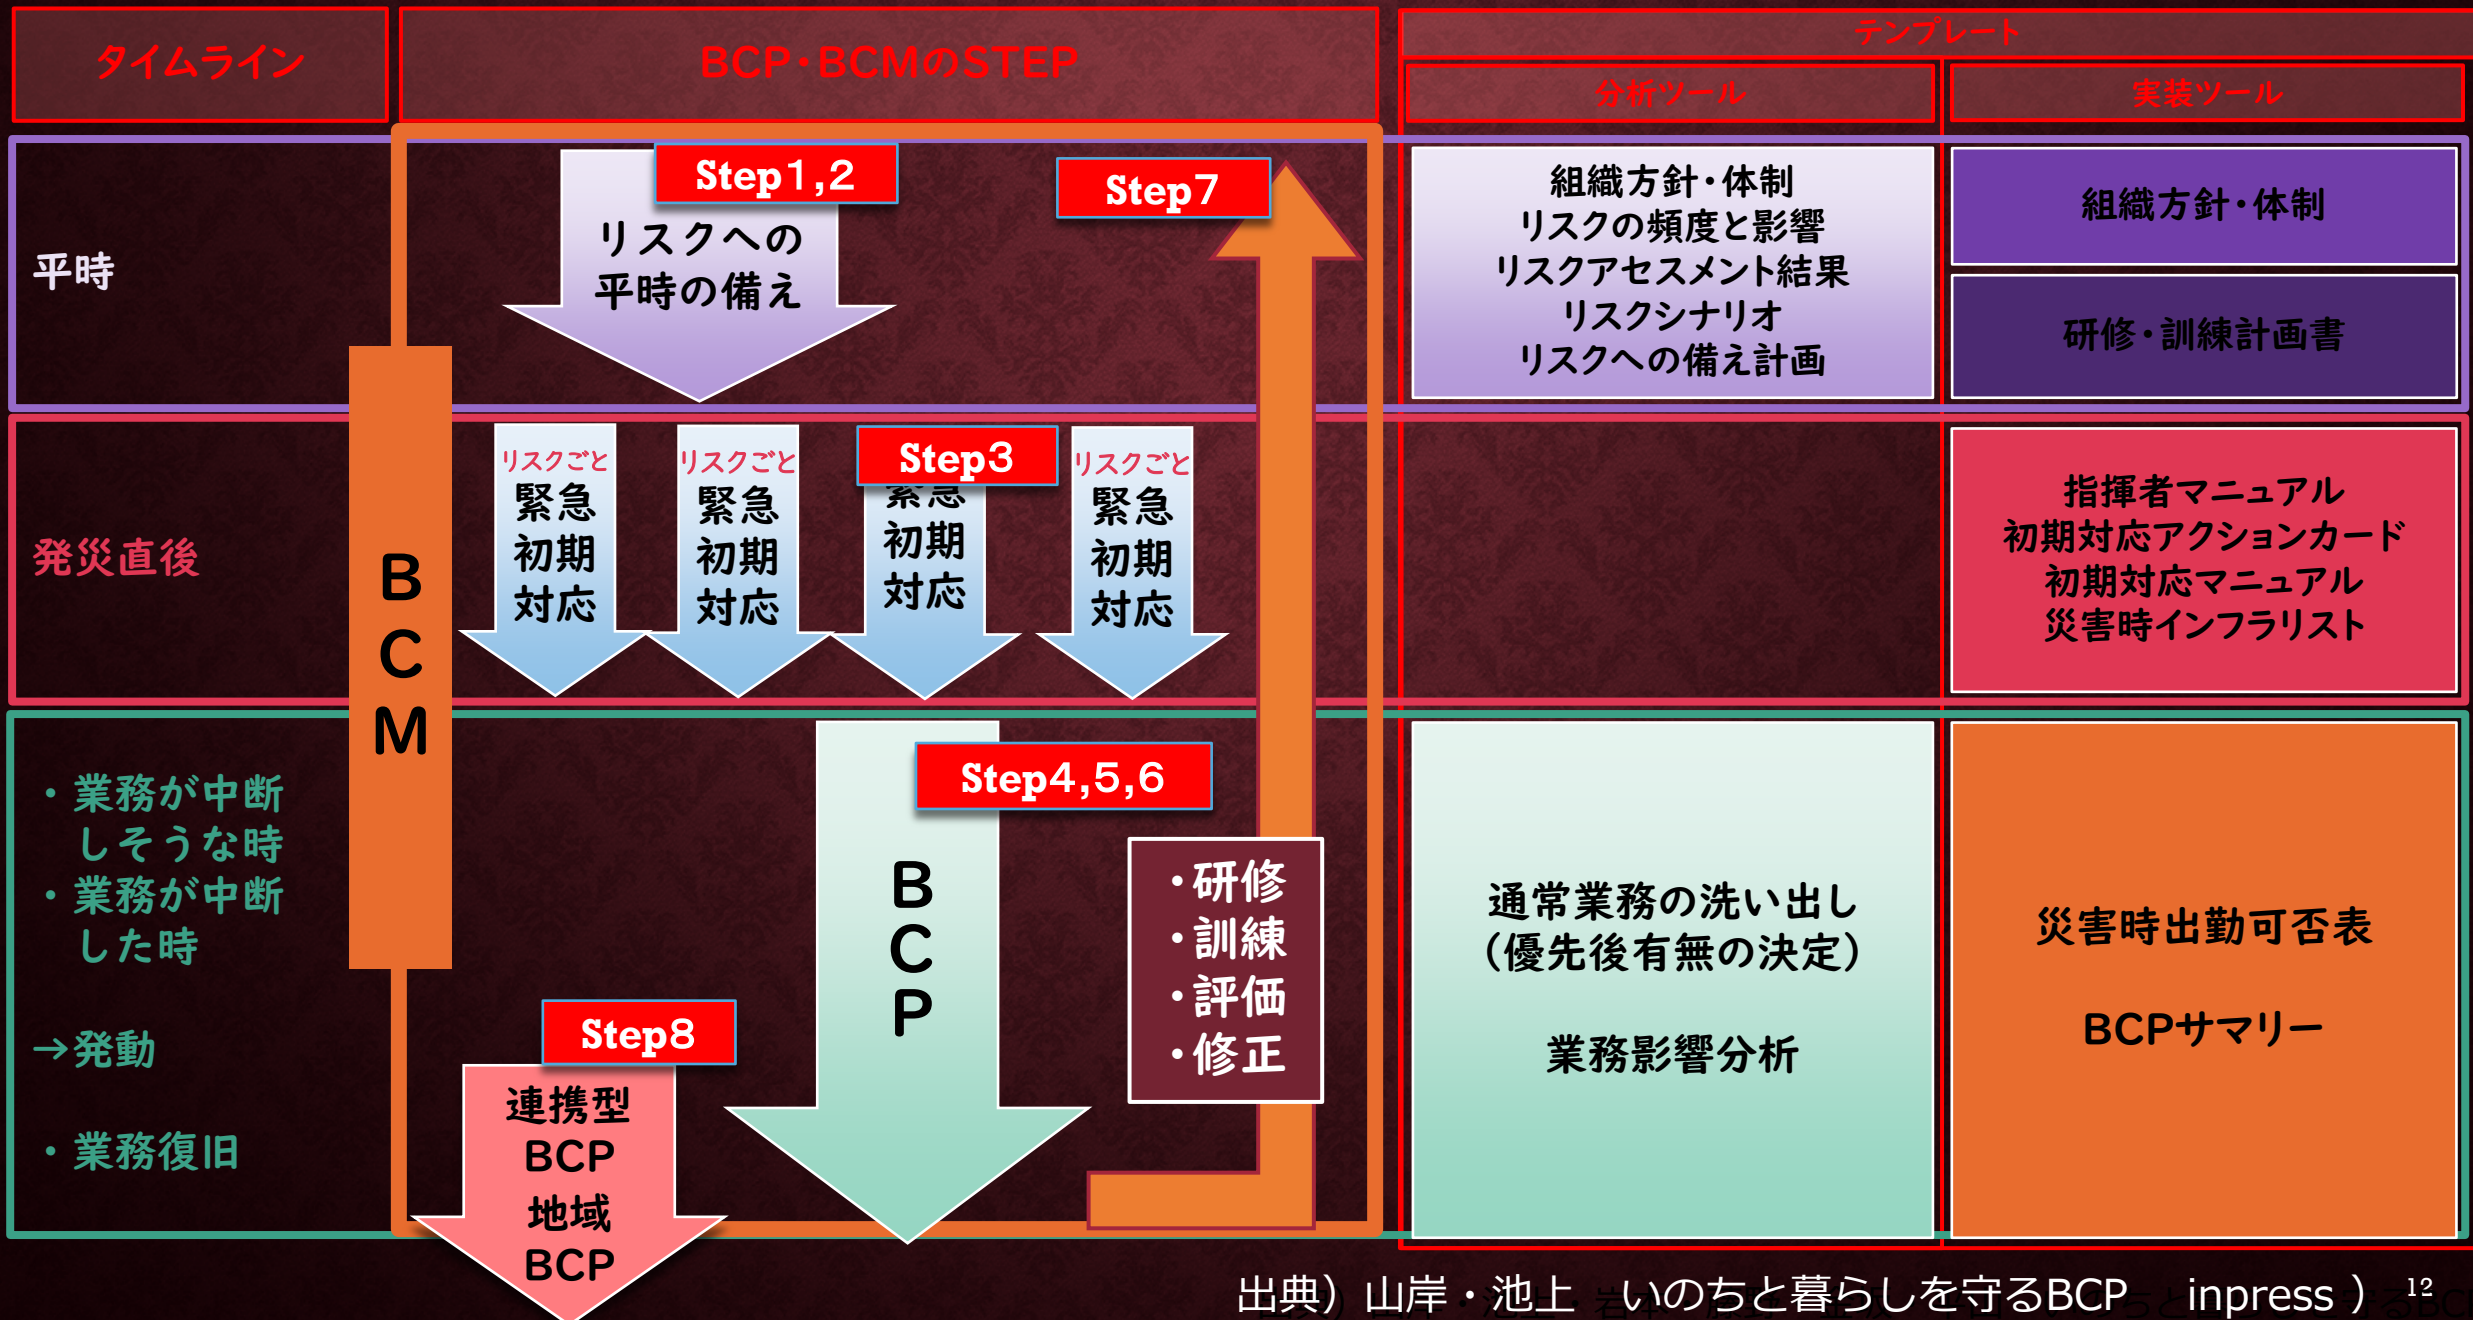 タイムライン
BCP・BCMのSTEP
テンプレート
分析ツール
実装ツール
平時
Step1,2
リスクへの
平時の備え
Step7
組織方針・体制
リスクの頻度と影響
リスクアセスメント結果
リスクシナリオ
リスクへの備え計画
組織方針・体制
研修・訓練計画書
発災直後
B
C
M
リスクごと
緊急
初期
対応
リスクごと
緊急
初期
対応
Step3
緊急
初期
対応
リスクごと
緊急
初期
対応
指揮者マニュアル
初期対応アクションカード
初期対応マニュアル
災害時インフラリスト
・業務が中断
しそうな時
・業務が中断
した時
→発動
・業務復旧
Step8
連携型
BCP
地域
BCP
Step4,5,6
B
C
P
・研修
・訓練
・評価
・修正
通常業務の洗い出し
（優先後有無の決定）
業務影響分析
災害時出勤可否表
BCPサマリー
出典）山岸・池上　いのちと暮らしを守るBCP　inpress ）
12